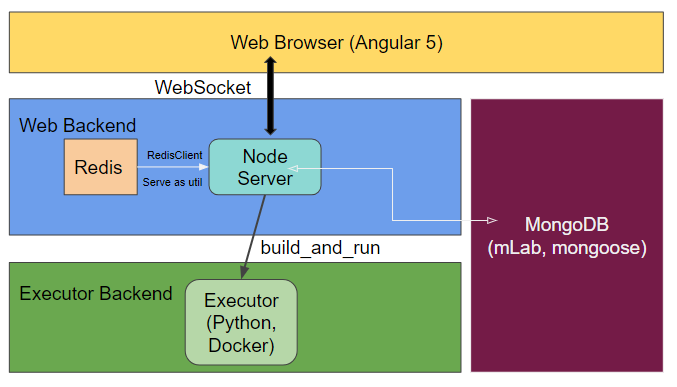 Web Browser (Angular 5)
WebSocket
Web Backend
Redis
RedisClient
Serve as util
Node
Server
MongoDB
(mLab, mongoose)
build_and_run
Executor Backend
Executor
(Python,
Docker)